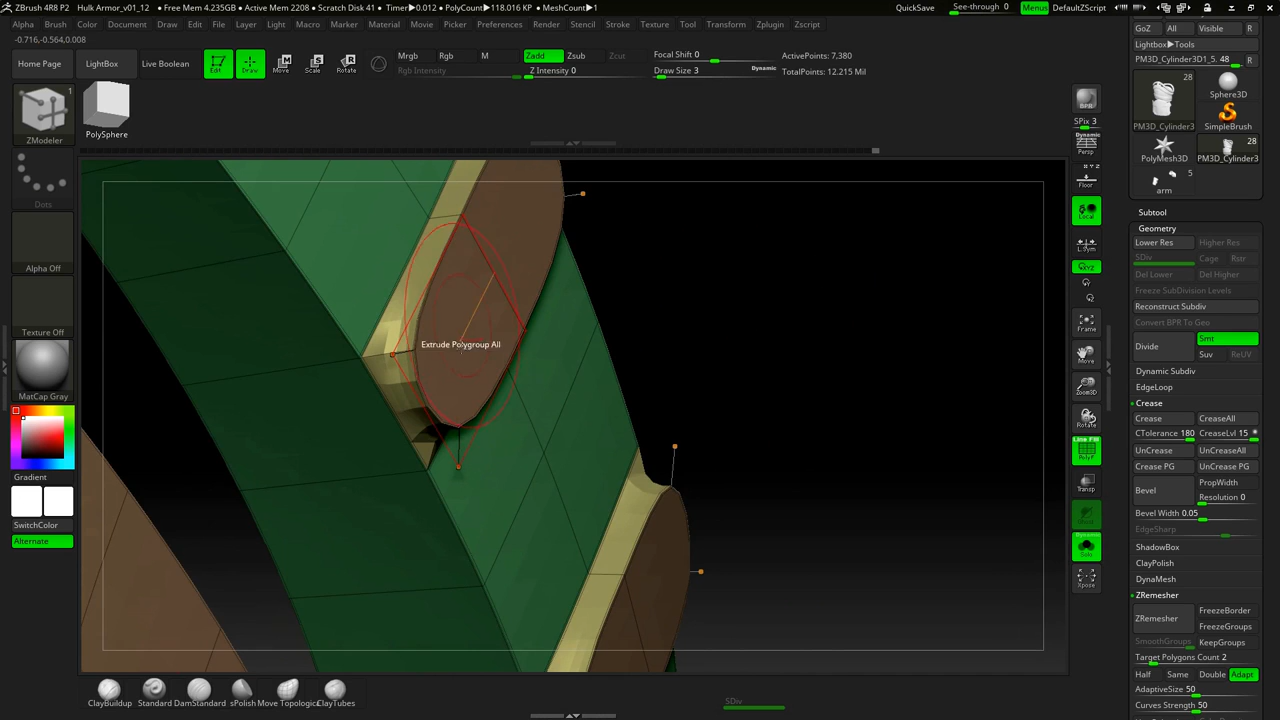 ZBrush 4R8 P2 Hulk Armor_v01_12 • Free Mem 4.235GB • Active Mem 2208 • Scratch Disk 41 • Timer▶0.012 • PolyCount▶118.016 KP • MeshCount▶1 QuickSave See-through 0 Menus DefaultZScript
Alpha Brush Color Document Draw Edit File Layer Light Macro Marker Material Movie Picker Preferences Render Stencil Stroke Texture Tool Transform Zplugin Zscript
-0.716,-0.564,0.008
Home Page LightBox Live Boolean Edit Draw Move Scale Rotate
Mrgb Rgb M Zadd Zsub Zcut
Rgb Intensity Z Intensity 0
Focal Shift 0
Draw Size 3 Dynamic
ActivePoints: 7,380
TotalPoints: 12.215 Mil
1
ZModeler
PolySphere
Dots
Alpha Off
Texture Off
MatCap Gray
Gradient
SwitchColor
Alternate
Extrude Polygroup All
ClayBuildup Standard DamStandard sPolish Move Topological ClayTubes
SDiv
BPR
SPix 3
Dynamic
Persp
Floor
Local
L.Sym
XYZ
Frame
Move
Zoom3D
Rotate
Line Fill
PolyF
Transp
Dynamic
Solo
Xpose
GoZ All Visible R
Lightbox▶Tools
PM3D_Cylinder3D1_5. 48 R
28
PM3D_Cylinder3
Sphere3D
SimpleBrush
PolyMesh3D
28
PM3D_Cylinder3
5
arm
Subtool
Geometry
Lower Res Higher Res
SDiv Cage Rstr
Del Lower Del Higher
Freeze SubDivision Levels
Reconstruct Subdiv
Convert BPR To Geo
Divide Smt
Suv ReUV
Dynamic Subdiv
EdgeLoop
Crease
Crease CreaseAll
CTolerance 180 CreaseLvl 15
UnCrease UnCreaseAll
Crease PG UnCrease PG
Bevel PropWidth
Resolution 0
Bevel Width 0.05
EdgeSharp
ShadowBox
ClayPolish
DynaMesh
ZRemesher
ZRemesher FreezeBorder
FreezeGroups
SmoothGroups KeepGroups
Target Polygons Count 2
Half Same Double Adapt
AdaptiveSize 50
Curves Strength 50